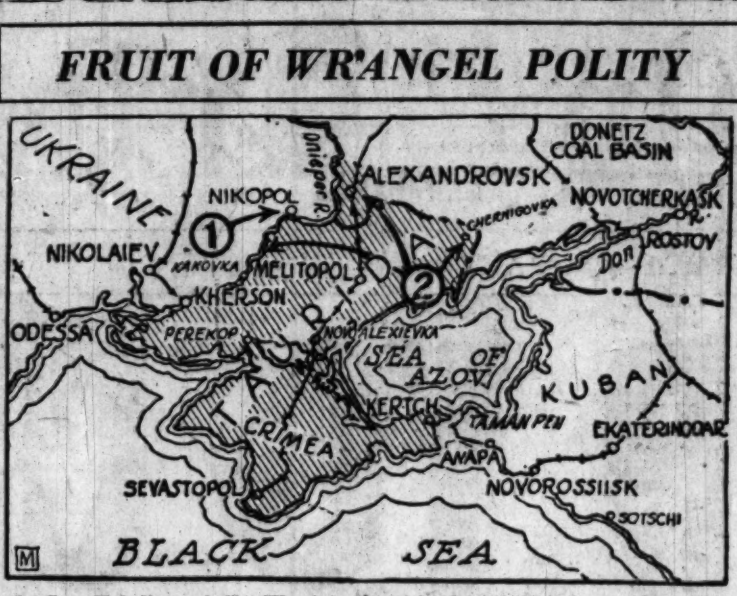 FRUIT OF WRANGEL POLITY
UKRAINE
Dnieper R.
DONETZ
COAL BASIN
ALEXANDROVSK
NIKOPOL
NOVOTCHERKASK
CHERNIGOVKA
R.
1
ROSTOV
NIKOLAIEV
KAKOVKA
MELITOPOL
Don
2
KHERSON
ODESSA
PEREKOP
NOVO ALEXIEVKA
TAURIDA
SEA OF
AZOV
KUBAN
KERTCH
TAMAN PEN
CRIMEA
EKATERINODAR
ANAPA
SEVASTOPOL
NOVOROSSIISK
SOTSCHI
BLACK SEA
M